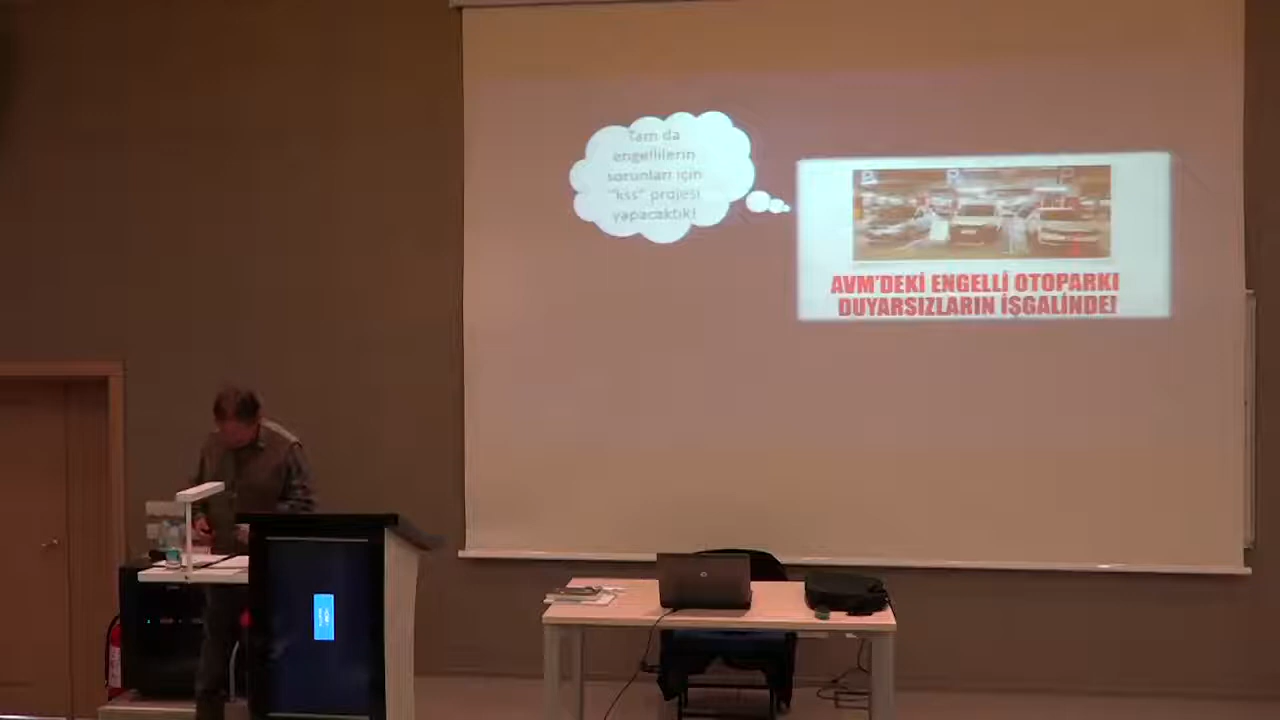 Tam da
engellilerin
sorunları için
"kss" projesi
yapacaktık!
P P P
AVM'DEKİ ENGELLİ OTOPARKI
DUYARSIZLARIN İŞGALİNDE!